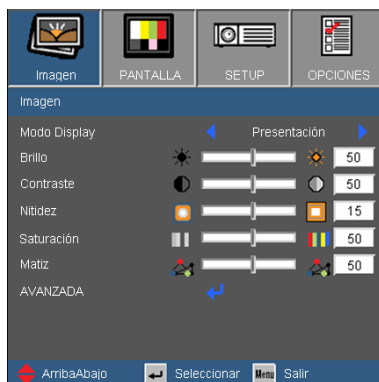 Imagen PANTALLA SETUP OPCIONES
Imagen
Modo Display Presentación
Brillo 50
Contraste 50
Nitidez 15
Saturación 50
Matiz 50
AVANZADA
ArribaAbajo Seleccionar Menu Salir